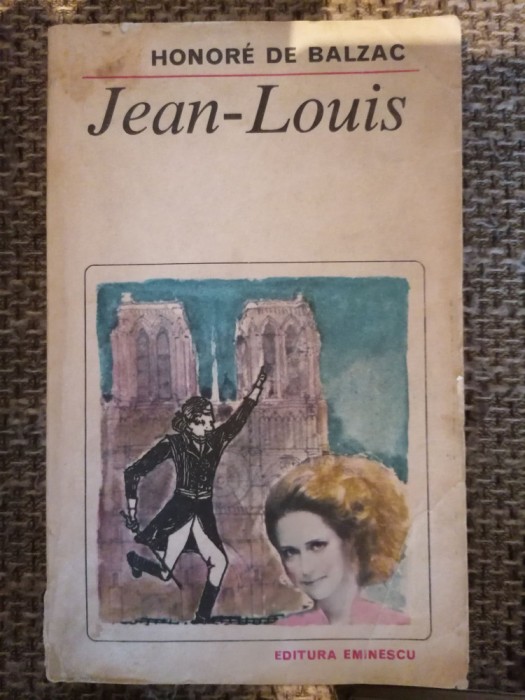 HONORÉ DE BALZAC
Jean-Louis
EDITURA EMINESCU